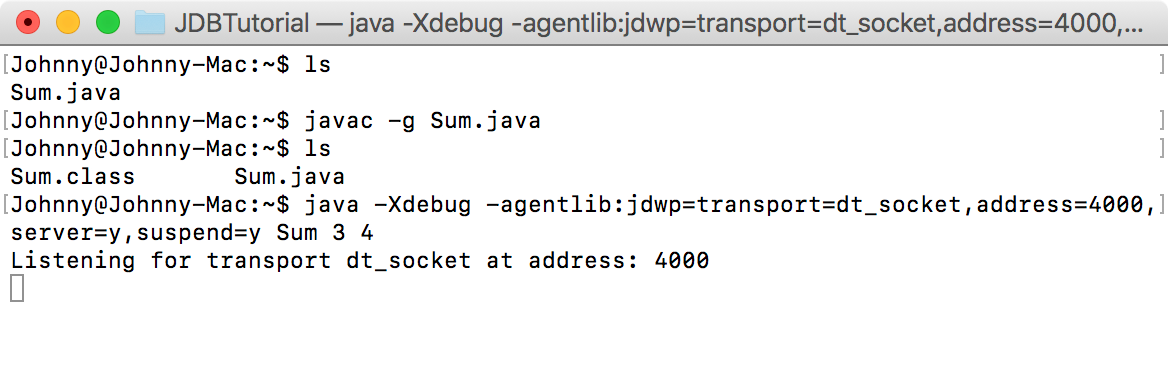 JDBTutorial — java -Xdebug -agentlib:jdwp=transport=dt_socket,address=4000,...
[Johnny@Johnny-Mac:~$ ls ]
Sum.java
[Johnny@Johnny-Mac:~$ javac -g Sum.java ]
[Johnny@Johnny-Mac:~$ ls ]
Sum.class Sum.java
[Johnny@Johnny-Mac:~$ java -Xdebug -agentlib:jdwp=transport=dt_socket,address=4000,]
server=y,suspend=y Sum 3 4
Listening for transport dt_socket at address: 4000